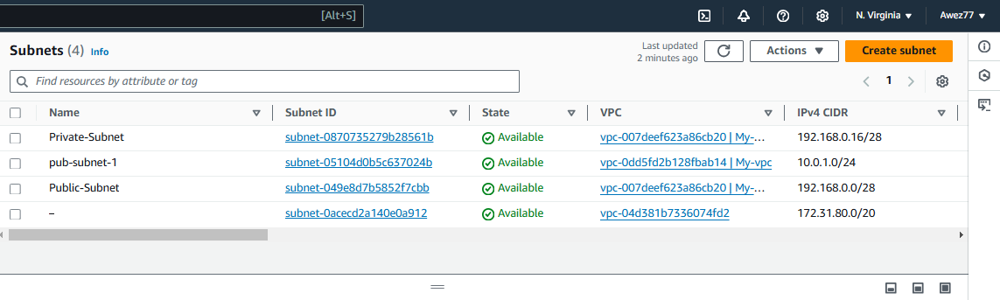 [Alt+S] N. Virginia ▼ Awez77 ▼
Subnets (4) Info
Last updated
2 minutes ago
Actions ▼
Create subnet
Find resources by attribute or tag
1
Name Subnet ID State VPC IPv4 CIDR
Private-Subnet subnet-0870735279b28561b Available vpc-007deef623a86cb20 | My-... 192.168.0.16/28
pub-subnet-1 subnet-05104d0b5c637024b Available vpc-0dd5fd2b128fbab14 | My-vpc 10.0.1.0/24
Public-Subnet subnet-049e8d7b5852f7cbb Available vpc-007deef623a86cb20 | My-... 192.168.0.0/28
– subnet-0acecd2a140e0a912 Available vpc-04d381b7336074fd2 172.31.80.0/20